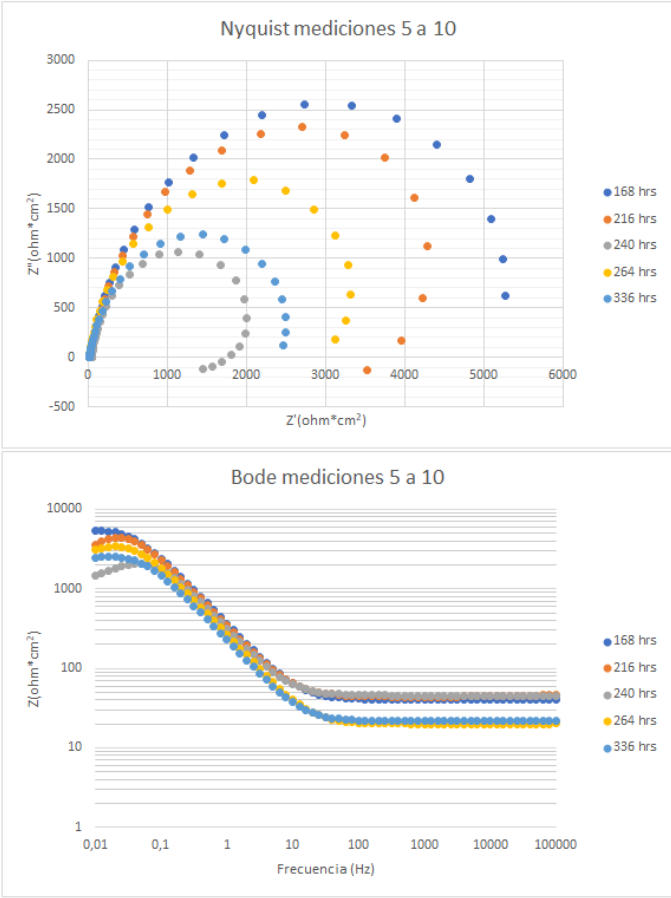 Nyquist mediciones 5 a 10
3000
2500
2000
1500
1000
500
0
-500
Z"(ohm*cm²)
0 1000 2000 3000 4000 5000 6000
Z'(ohm*cm²)
168 hrs
216 hrs
240 hrs
264 hrs
336 hrs
Bode mediciones 5 a 10
10000
1000
100
10
1
Z(ohm*cm²)
0,01 0,1 1 10 100 1000 10000 100000
Frecuencia (Hz)
168 hrs
216 hrs
240 hrs
264 hrs
336 hrs